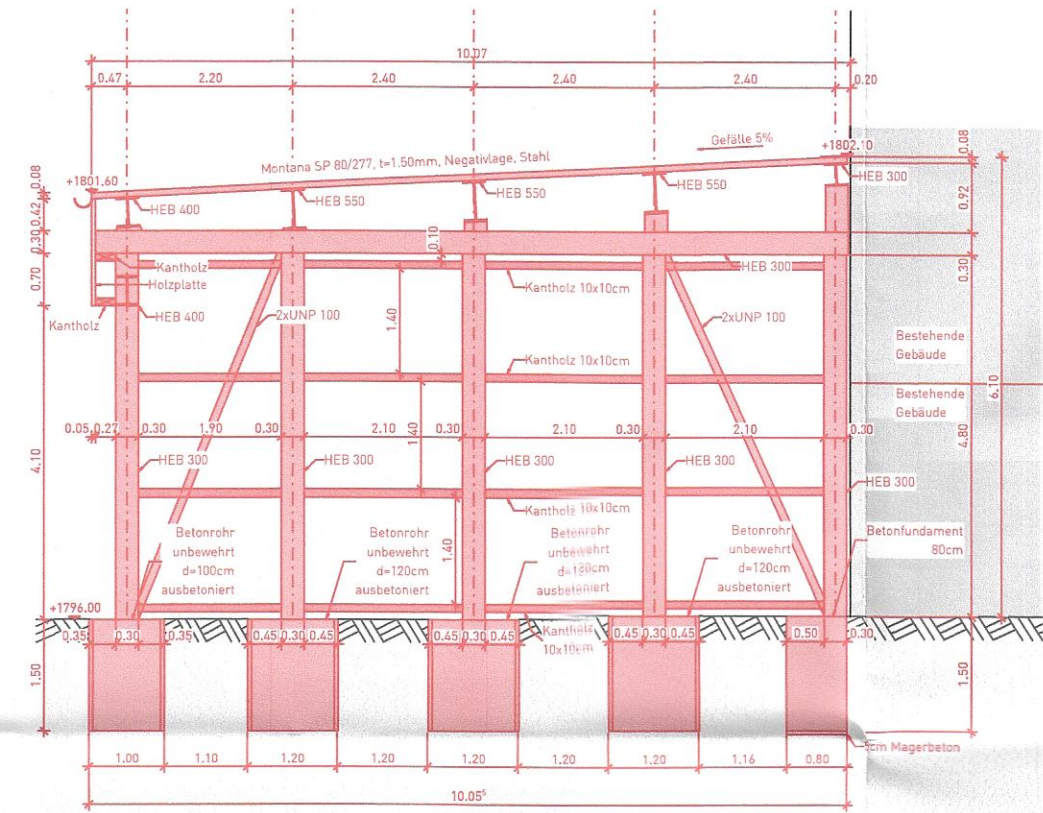 10.07
0.47
2.20
2.40
2.40
2.40
0.20
Gefälle 5%
+1802.10
0.08
Montana SP 80/277, t=1.50mm, Negativlage, Stahl
+1801.60
0.08
HEB 400
HEB 550
HEB 550
HEB 550
HEB 300
0.92
0.42
0.30
0.10
0.30
Kantholz
HEB 300
Holzplatte
Kantholz 10x10cm
0.70
Kantholz
HEB 400
2xUNP 100
2xUNP 100
1.40
Bestehende
Gebäude
Kantholz 10x10cm
Bestehende
Gebäude
6.10
4.80
4.10
0.05
0.27
0.30
1.90
0.30
2.10
0.30
2.10
0.30
2.10
0.30
1.40
HEB 300
HEB 300
HEB 300
HEB 300
HEB 300
Kantholz 10x10cm
1.40
Betonrohr
unbewehrt
d=100cm
ausbetoniert
Betonrohr
unbewehrt
d=120cm
ausbetoniert
Betonrohr
ausbetoniert
Betonrohr
unbewehrt
d=120cm
ausbetoniert
Betonfundament
80cm
+1796.00
0.35
0.30
0.35
0.45
0.30
0.45
0.45
0.30
0.45
0.45
0.30
0.45
0.50
0.30
Kantholz
10x10cm
1.50
1.50
5cm Magerbeton
1.00
1.10
1.20
1.20
1.20
1.20
1.20
1.16
0.80
10.05⁵